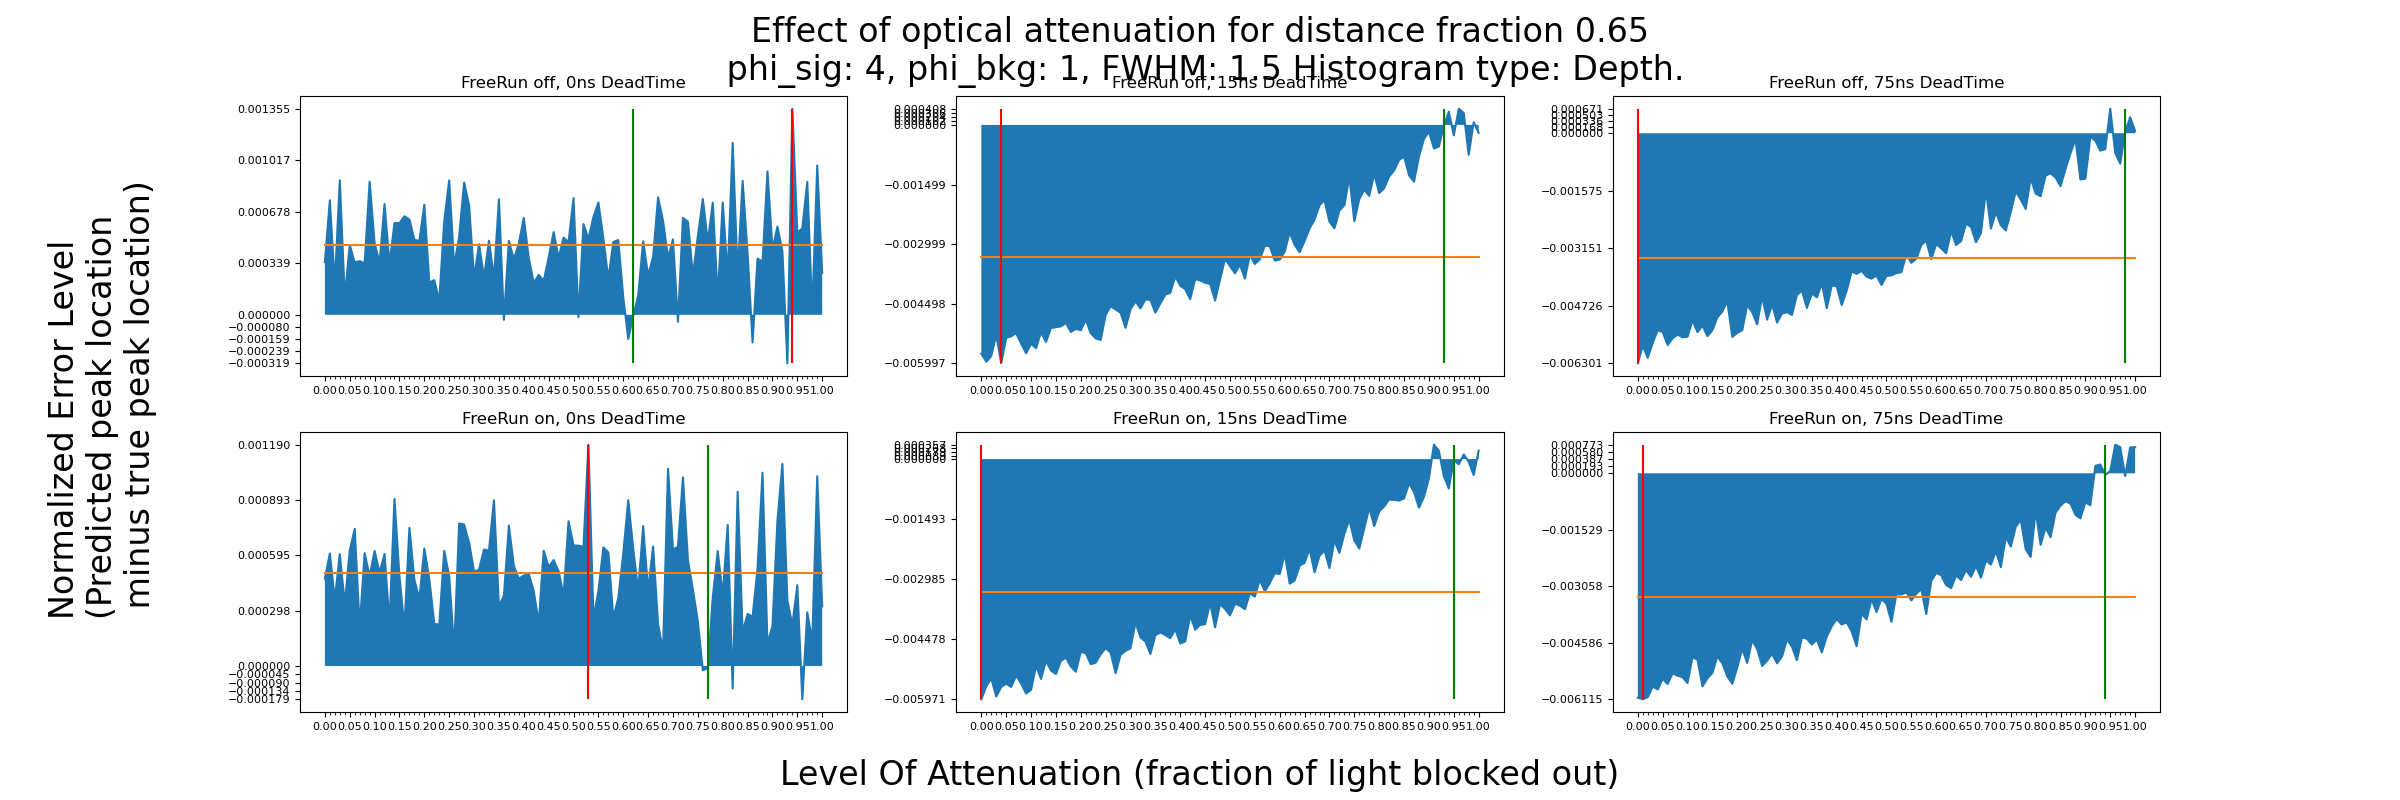 Effect of optical attenuation for distance fraction 0.65
phi_sig: 4, phi_bkg: 1, FWHM: 1.5 Histogram type: Depth.
Normalized Error Level
(Predicted peak location
minus true peak location)
FreeRun off, 0ns DeadTime
0.001355
0.001017
0.000678
0.000339
0.000000
−0.000080
−0.000159
−0.000239
−0.000319
0.00 0.05 0.10 0.15 0.20 0.25 0.30 0.35 0.40 0.45 0.50 0.55 0.60 0.65 0.70 0.75 0.80 0.85 0.90 0.95 1.00
FreeRun off, 15ns DeadTime
0.000408
0.000000
−0.001499
−0.002999
−0.004498
−0.005997
0.00 0.05 0.10 0.15 0.20 0.25 0.30 0.35 0.40 0.45 0.50 0.55 0.60 0.65 0.70 0.75 0.80 0.85 0.90 0.95 1.00
FreeRun off, 75ns DeadTime
0.000671
0.000503
0.000336
0.000168
0.000000
−0.001575
−0.003151
−0.004726
−0.006301
0.00 0.05 0.10 0.15 0.20 0.25 0.30 0.35 0.40 0.45 0.50 0.55 0.60 0.65 0.70 0.75 0.80 0.85 0.90 0.95 1.00
FreeRun on, 0ns DeadTime
0.001190
0.000893
0.000595
0.000298
0.000000
−0.000045
−0.000090
−0.000134
−0.000179
0.00 0.05 0.10 0.15 0.20 0.25 0.30 0.35 0.40 0.45 0.50 0.55 0.60 0.65 0.70 0.75 0.80 0.85 0.90 0.95 1.00
FreeRun on, 15ns DeadTime
0.000357
0.000000
−0.001493
−0.002985
−0.004478
−0.005971
0.00 0.05 0.10 0.15 0.20 0.25 0.30 0.35 0.40 0.45 0.50 0.55 0.60 0.65 0.70 0.75 0.80 0.85 0.90 0.95 1.00
FreeRun on, 75ns DeadTime
0.000773
0.000580
0.000387
0.000193
0.000000
−0.001529
−0.003058
−0.004586
−0.006115
0.00 0.05 0.10 0.15 0.20 0.25 0.30 0.35 0.40 0.45 0.50 0.55 0.60 0.65 0.70 0.75 0.80 0.85 0.90 0.95 1.00
Level Of Attenuation (fraction of light blocked out)